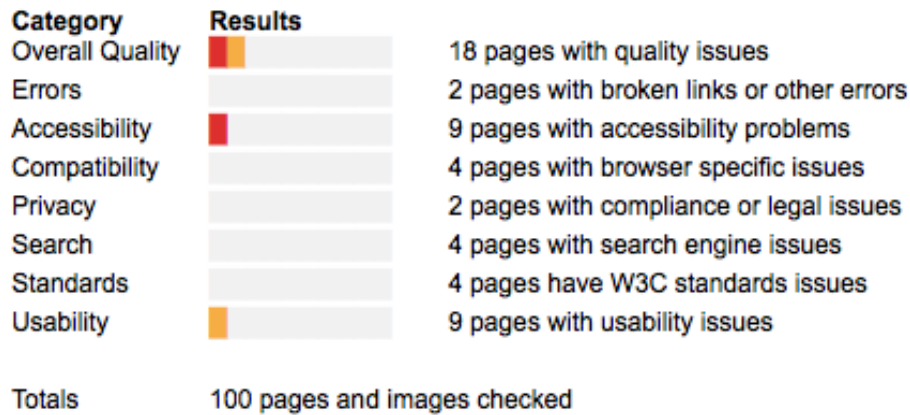 Category Results
Overall Quality 18 pages with quality issues
Errors 2 pages with broken links or other errors
Accessibility 9 pages with accessibility problems
Compatibility 4 pages with browser specific issues
Privacy 2 pages with compliance or legal issues
Search 4 pages with search engine issues
Standards 4 pages have W3C standards issues
Usability 9 pages with usability issues
Totals 100 pages and images checked